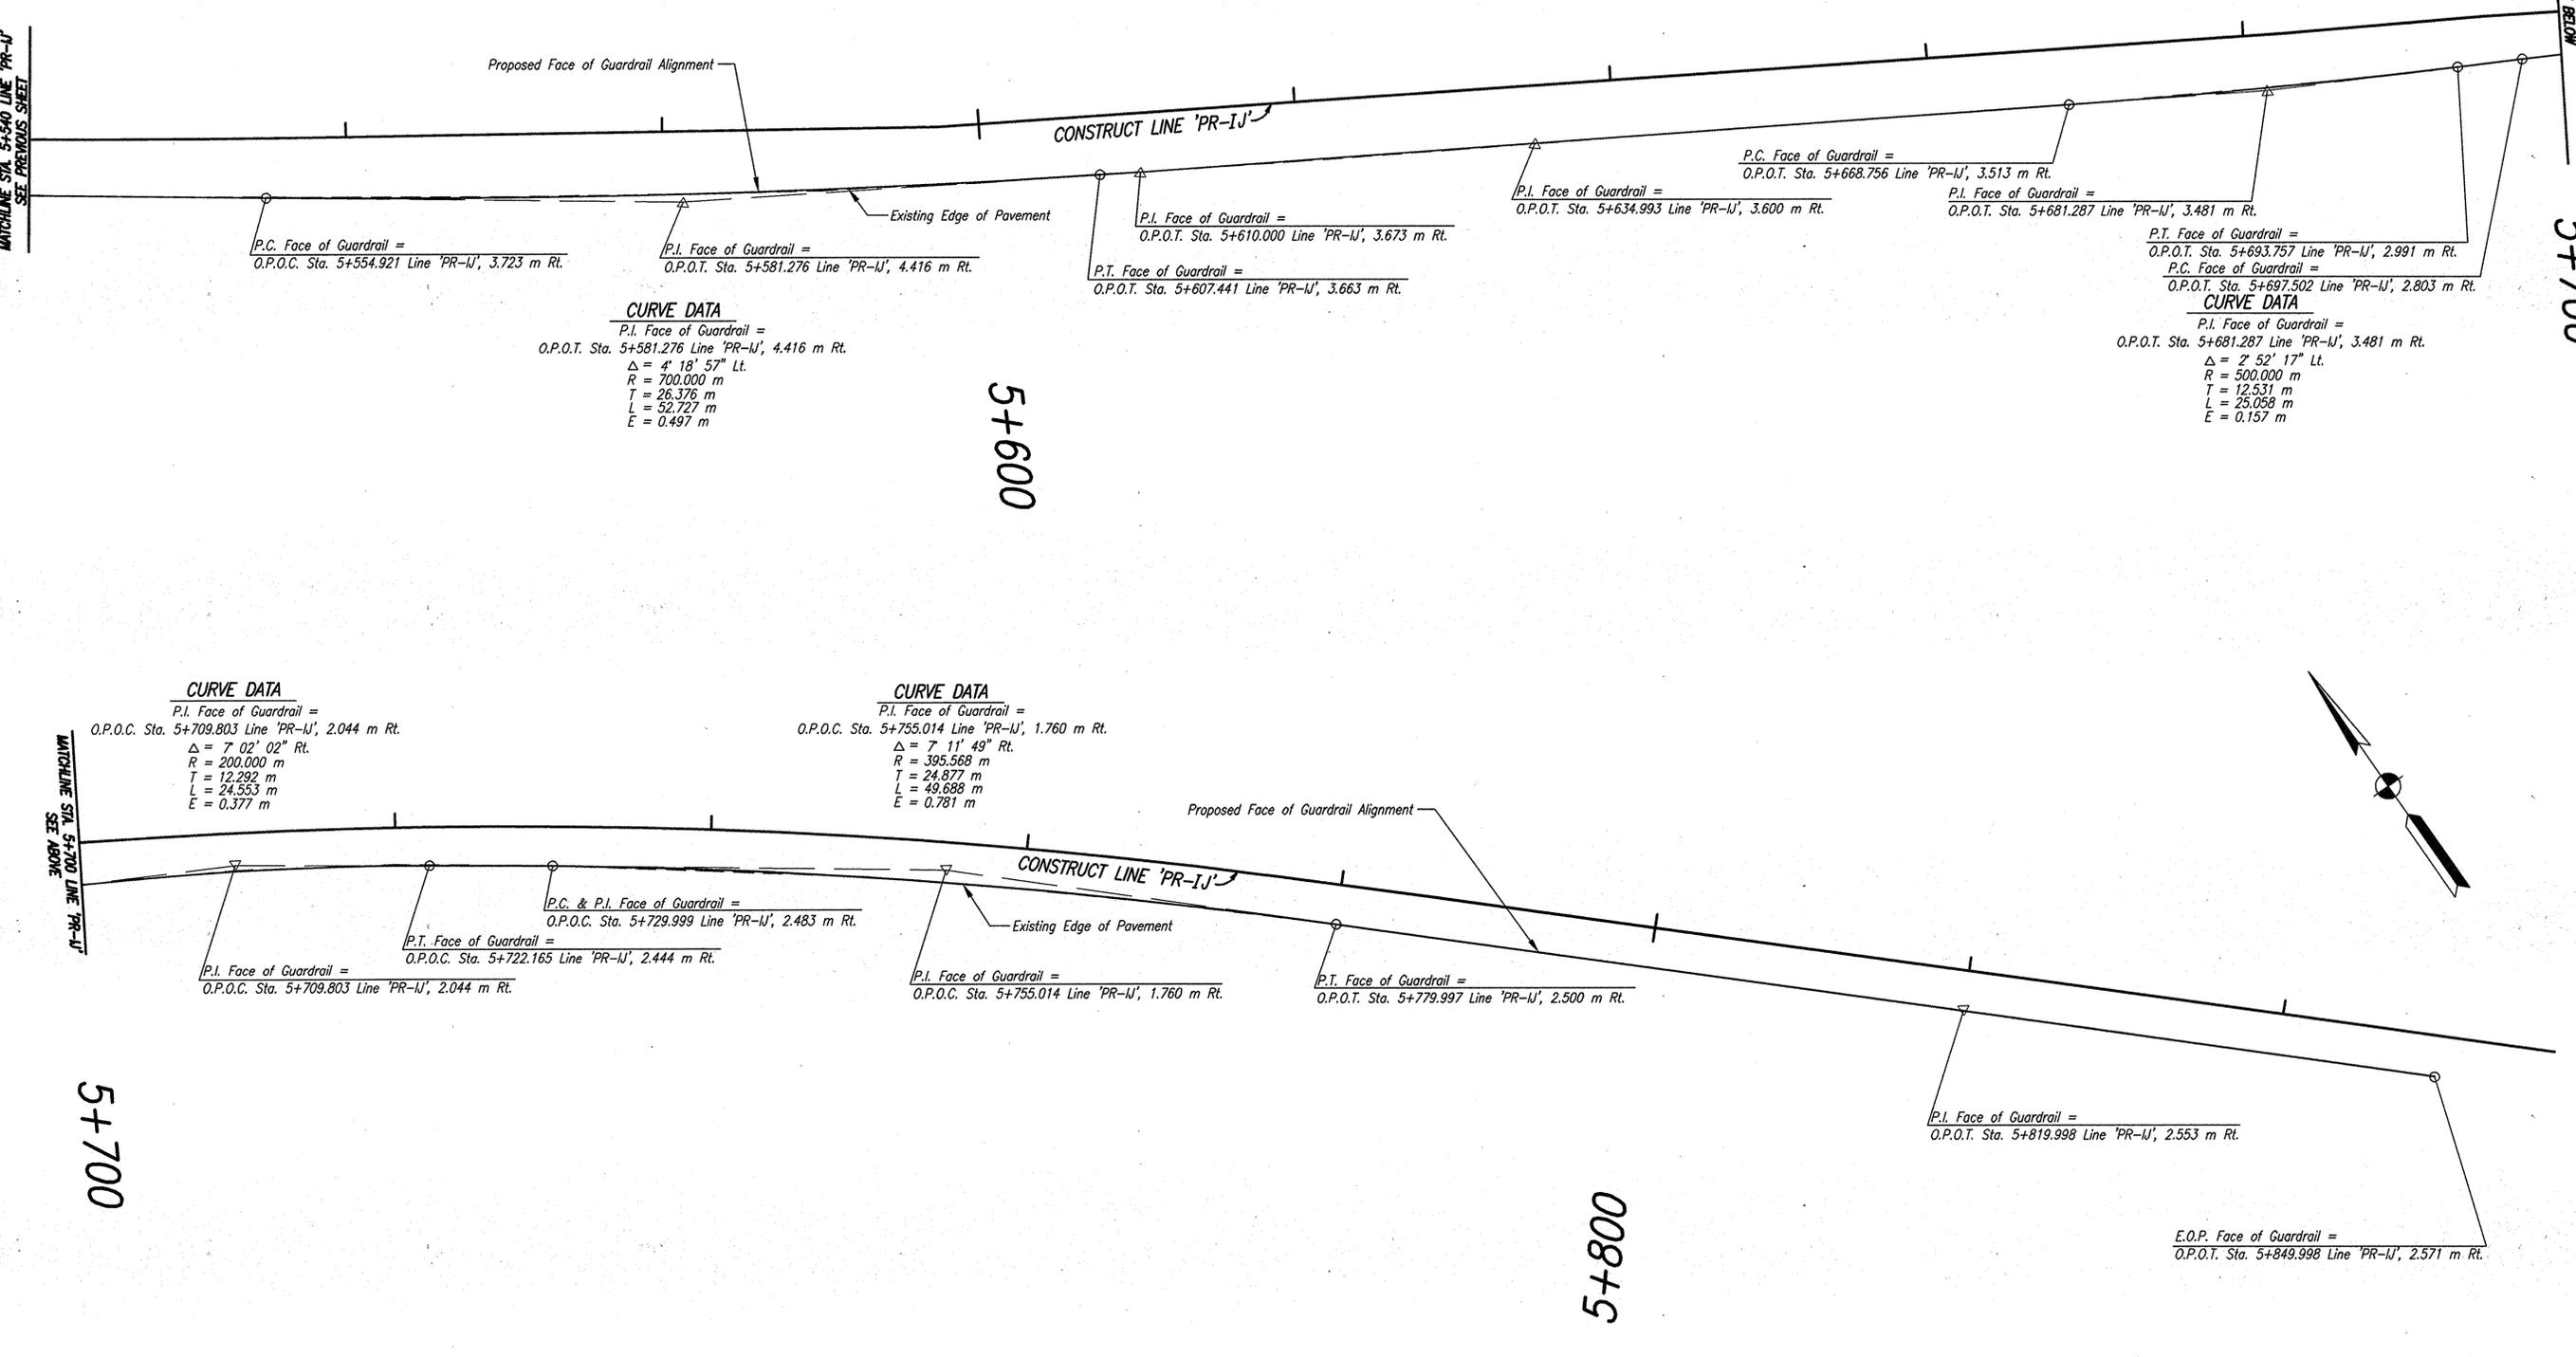 MATCHLINE STA. 5+540 LINE 'PR-IJ'
SEE PREVIOUS SHEET
Proposed Face of Guardrail Alignment
CONSTRUCT LINE 'PR-IJ'
BELOW
Existing Edge of Pavement
P.C. Face of Guardrail =
O.P.O.C. Sta. 5+554.921 Line 'PR-IJ', 3.723 m Rt.
P.I. Face of Guardrail =
O.P.O.T. Sta. 5+581.276 Line 'PR-IJ', 4.416 m Rt.
P.T. Face of Guardrail =
O.P.O.T. Sta. 5+607.441 Line 'PR-IJ', 3.663 m Rt.
P.I. Face of Guardrail =
O.P.O.T. Sta. 5+610.000 Line 'PR-IJ', 3.673 m Rt.
P.I. Face of Guardrail =
O.P.O.T. Sta. 5+634.993 Line 'PR-IJ', 3.600 m Rt.
P.C. Face of Guardrail =
O.P.O.T. Sta. 5+668.756 Line 'PR-IJ', 3.513 m Rt.
P.I. Face of Guardrail =
O.P.O.T. Sta. 5+681.287 Line 'PR-IJ', 3.481 m Rt.
P.T. Face of Guardrail =
O.P.O.T. Sta. 5+693.757 Line 'PR-IJ', 2.991 m Rt.
P.C. Face of Guardrail =
O.P.O.T. Sta. 5+697.502 Line 'PR-IJ', 2.803 m Rt.
5+700
CURVE DATA
P.I. Face of Guardrail =
O.P.O.T. Sta. 5+581.276 Line 'PR-IJ', 4.416 m Rt.
Δ = 4° 18' 57" Lt.
R = 700.000 m
T = 26.376 m
L = 52.727 m
E = 0.497 m
5+600
CURVE DATA
P.I. Face of Guardrail =
O.P.O.T. Sta. 5+681.287 Line 'PR-IJ', 3.481 m Rt.
Δ = 2° 52' 17" Lt.
R = 500.000 m
T = 12.531 m
L = 25.058 m
E = 0.157 m
CURVE DATA
P.I. Face of Guardrail =
O.P.O.C. Sta. 5+709.803 Line 'PR-IJ', 2.044 m Rt.
Δ = 7° 02' 02" Rt.
R = 200.000 m
T = 12.292 m
L = 24.553 m
E = 0.377 m
CURVE DATA
P.I. Face of Guardrail =
O.P.O.C. Sta. 5+755.014 Line 'PR-IJ', 1.760 m Rt.
Δ = 7° 11' 49" Rt.
R = 395.568 m
T = 24.877 m
L = 49.688 m
E = 0.781 m
MATCHLINE STA. 5+700 LINE 'PR-IJ'
SEE ABOVE
Proposed Face of Guardrail Alignment
CONSTRUCT LINE 'PR-IJ'
Existing Edge of Pavement
P.C. & P.I. Face of Guardrail =
O.P.O.C. Sta. 5+729.999 Line 'PR-IJ', 2.483 m Rt.
P.T. Face of Guardrail =
O.P.O.C. Sta. 5+722.165 Line 'PR-IJ', 2.444 m Rt.
P.I. Face of Guardrail =
O.P.O.C. Sta. 5+709.803 Line 'PR-IJ', 2.044 m Rt.
P.I. Face of Guardrail =
O.P.O.C. Sta. 5+755.014 Line 'PR-IJ', 1.760 m Rt.
P.T. Face of Guardrail =
O.P.O.T. Sta. 5+779.997 Line 'PR-IJ', 2.500 m Rt.
P.I. Face of Guardrail =
O.P.O.T. Sta. 5+819.998 Line 'PR-IJ', 2.553 m Rt.
E.O.P. Face of Guardrail =
O.P.O.T. Sta. 5+849.998 Line 'PR-IJ', 2.571 m Rt.
5+700
5+800